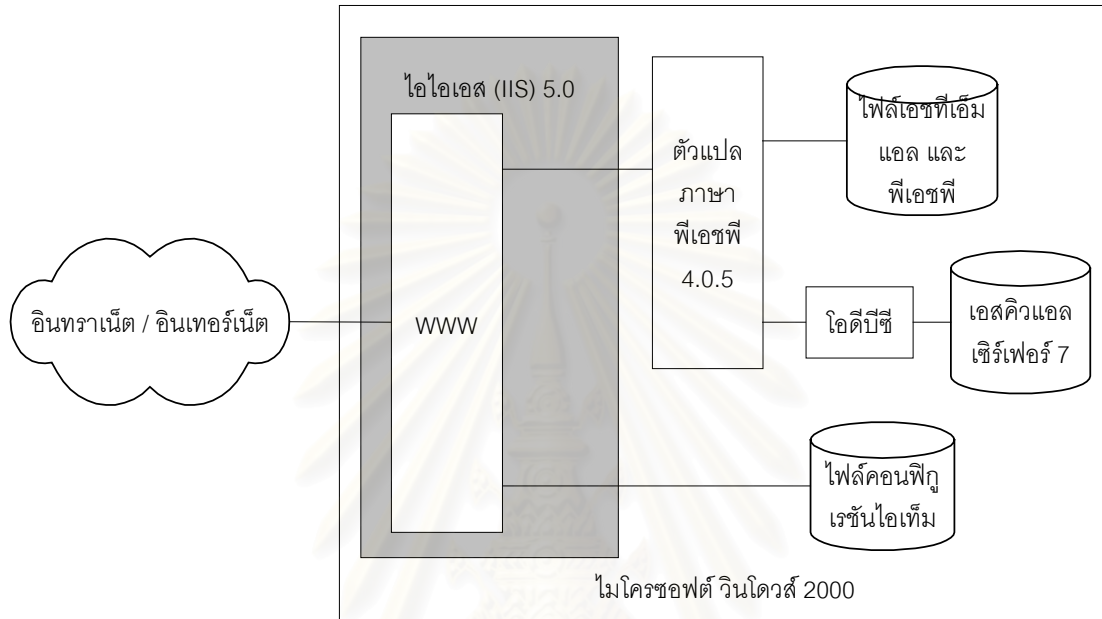 ไอไอเอส (IIS) 5.0
WWW
อินทราเน็ต / อินเทอร์เน็ต
ตัวแปล
ภาษา
พีเอชพี
4.0.5
ไฟล์เอชทีเอ็ม
แอล และ
พีเอชพี
โอดีบีซี
เอสคิวแอล
เซิร์เฟอร์ 7
ไฟล์คอนฟิกู
เรชันไอเท็ม
ไมโครซอฟต์ วินโดวส์ 2000